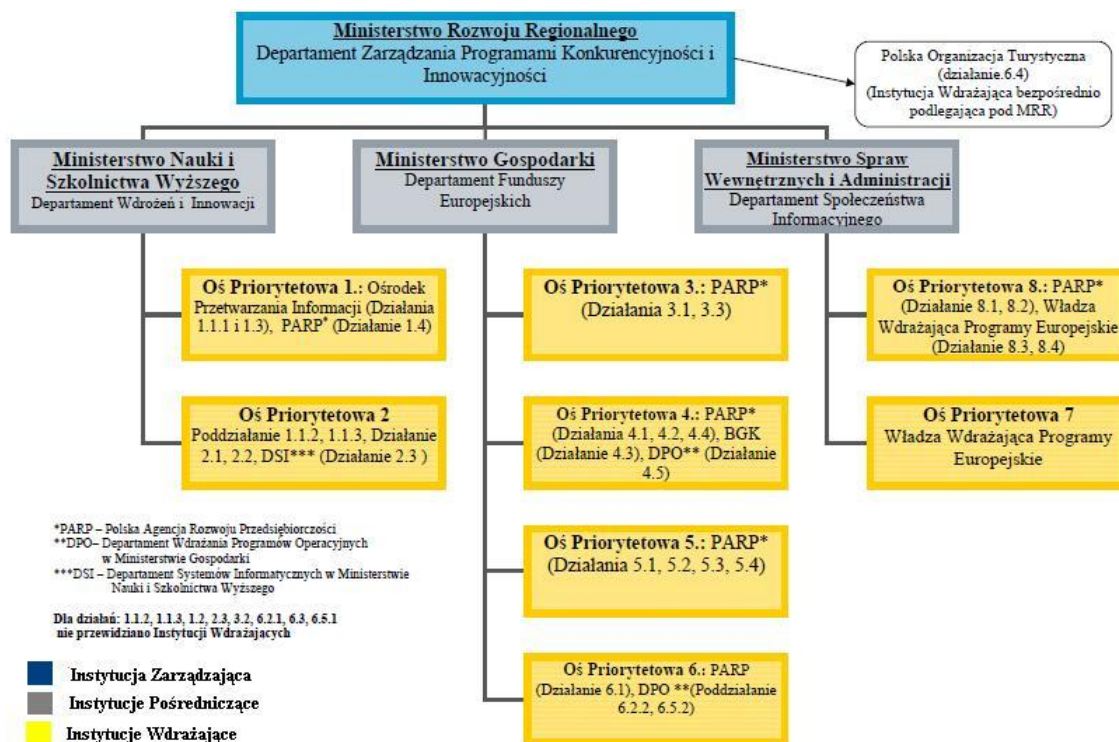 Ministerstwo Rozwoju Regionalnego
Departament Zarządzania Programami Konkurencyjności i
Innowacyjności
Polska Organizacja Turystyczna
(działanie.6.4)
(Instytucja Wdrażająca bezpośrednio
podlegająca pod MRR)
Ministerstwo Nauki i
Szkolnictwa Wyższego
Departament Wdrożeń i Innowacji
Ministerstwo Gospodarki
Departament Funduszy
Europejskich
Ministerstwo Spraw
Wewnętrznych i Administracji
Departament Społeczeństwa
Informacyjnego
Oś Priorytetowa 1.: Ośrodek
Przetwarzania Informacji (Działania
1.1.1 i 1.3), PARP* (Działanie 1.4)
Oś Priorytetowa 2
Poddziałanie 1.1.2, 1.1.3, Działanie
2.1, 2.2, DSI*** (Działanie 2.3 )
Oś Priorytetowa 3.: PARP*
(Działania 3.1, 3.3)
Oś Priorytetowa 4.: PARP*
(Działania 4.1, 4.2, 4.4), BGK
(Działanie 4.3), DPO** (Działanie
4.5)
Oś Priorytetowa 5.: PARP*
(Działania 5.1, 5.2, 5.3, 5.4)
Oś Priorytetowa 6.: PARP
(Działanie 6.1), DPO **(Poddziałanie
6.2.2, 6.5.2)
Oś Priorytetowa 8.: PARP*
(Działanie 8.1, 8.2), Władza
Wdrażająca Programy Europejskie
(Działanie 8.3, 8.4)
Oś Priorytetowa 7
Władza Wdrażająca Programy
Europejskie
*PARP – Polska Agencja Rozwoju Przedsiębiorczości
**DPO– Departament Wdrażania Programów Operacyjnych
w Ministerstwie Gospodarki
***DSI – Departament Systemów Informatycznych w Ministerstwie
Nauki i Szkolnictwa Wyższego
Dla działań: 1.1.2, 1.1.3, 1.2, 2.3, 3.2, 6.2.1, 6.3, 6.5.1
nie przewidziano Instytucji Wdrażających
Instytucja Zarządzająca
Instytucje Pośredniczące
Instytucje Wdrażające